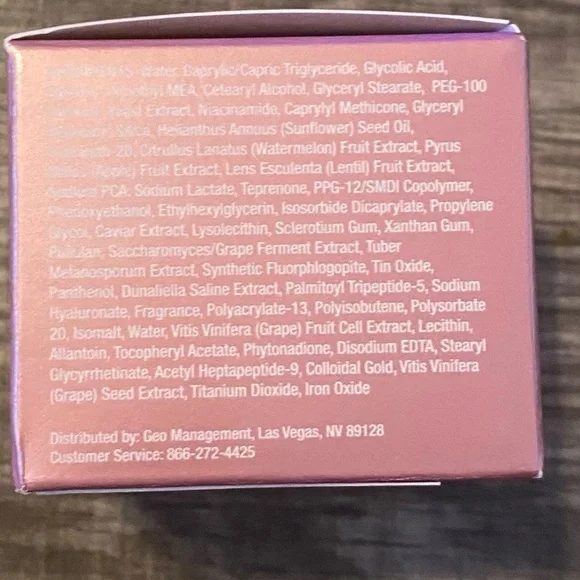 Water, Caprylic/Capric Triglyceride, Glycolic Acid,
MEA, Cetearyl Alcohol, Glyceryl Stearate, PEG-100
Extract, Niacinamide, Caprylyl Methicone, Glyceryl
Silica, Helianthus Annuus (Sunflower) Seed Oil,
Citrullus Lanatus (Watermelon) Fruit Extract, Pyrus
(Apple) Fruit Extract, Lens Esculenta (Lentil) Fruit Extract,
Sodium PCA, Sodium Lactate, Teprenone, PPG-12/SMDI Copolymer,
Phenoxyethanol, Ethylhexylglycerin, Isosorbide Dicaprylate, Propylene
Glycol, Caviar Extract, Lysolecithin, Sclerotium Gum, Xanthan Gum,
Pullulan, Saccharomyces/Grape Ferment Extract, Tuber
Melanosporum Extract, Synthetic Fluorphlogopite, Tin Oxide,
Panthenol, Dunaliella Saline Extract, Palmitoyl Tripeptide-5, Sodium
Hyaluronate, Fragrance, Polyacrylate-13, Polyisobutene, Polysorbate
20, Isomalt, Water, Vitis Vinifera (Grape) Fruit Cell Extract, Lecithin,
Allantoin, Tocopheryl Acetate, Phytonadione, Disodium EDTA, Stearyl
Glycyrrhetinate, Acetyl Heptapeptide-9, Colloidal Gold, Vitis Vinifera
(Grape) Seed Extract, Titanium Dioxide, Iron Oxide
Distributed by: Geo Management, Las Vegas, NV 89128
Customer Service: 866-272-4425